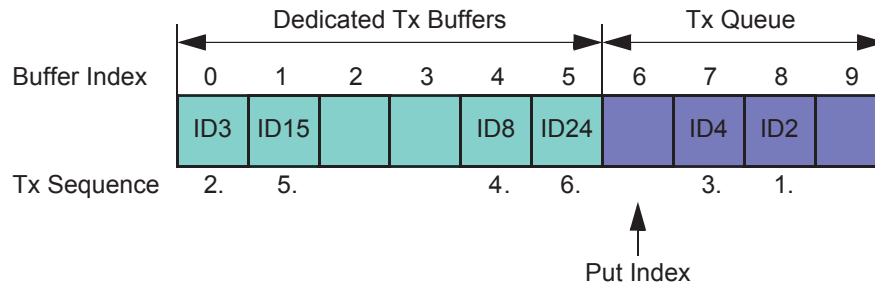 Dedicated Tx Buffers Tx Queue
Buffer Index 0 1 2 3 4 5 6 7 8 9
ID3 ID15 ID8 ID24 ID4 ID2
Tx Sequence 2. 5. 4. 6. 3. 1.
Put Index